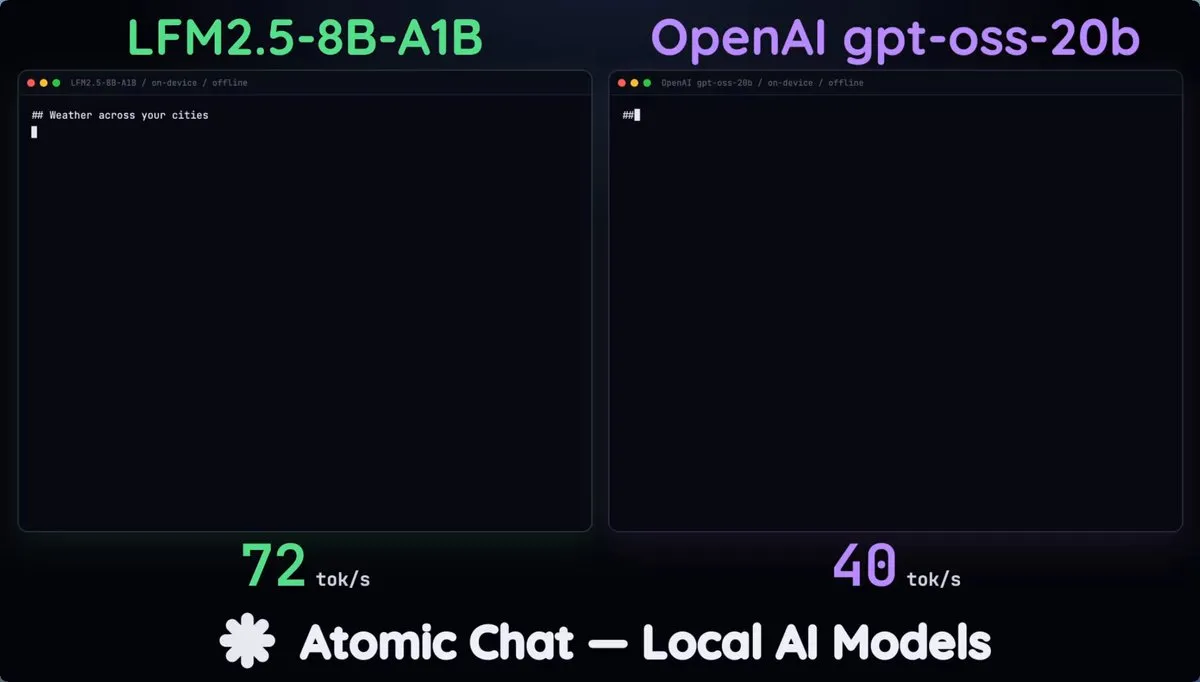 LFM2.5-8B-A1B
LFM2.5-8B-A1B / on-device / offline
## Weather across your cities
72 tok/s
OpenAI gpt-oss-20b
OpenAI gpt-oss-20b / on-device / offline
##
40 tok/s
Atomic Chat — Local AI Models